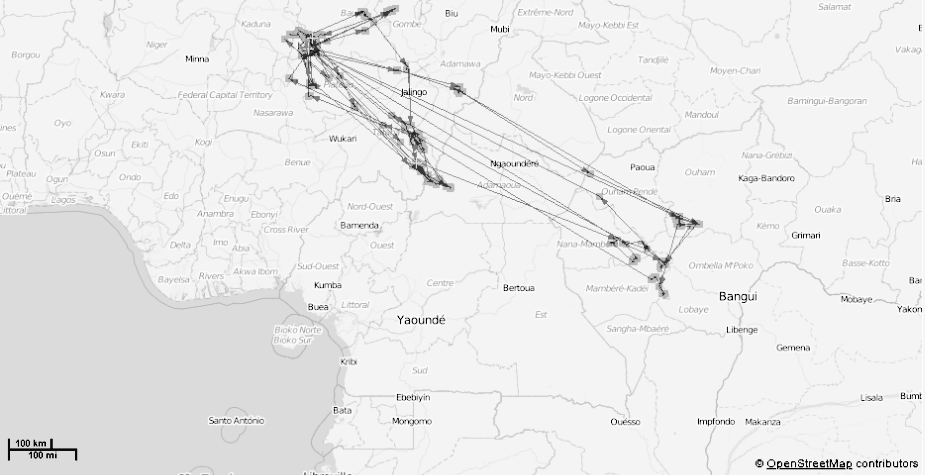 Salamat
Extrême-Nord
Biu
Gombe
Kaduna
Mayo-Kebbi Est
Mubi
Borgou
Niger
Minna
Adamawa
Tandjilé
Moyen-Chari
Mayo-Kebbi Ouest
Kwara
Federal Capital Territory
Jalingo
Nord
Logone Occidental
Bamingui-Bangoran
Nasarawa
Mandoul
Oyo
Kogi
Wukari
Logone Oriental
Ekiti
Osun
Benue
Ngaoundéré
Paoua
Nana-Grébizi
Plateau
Ogun
Ondo
Adamaoua
Ouham
Kaga-Bandoro
Ouémé
Lagos
Edo
Enugu
Ouham Pendé
Bria
Littoral
Anambra
Ebonyi
Nord-Ouest
Ouaka
Cross River
Bamenda
Kémo
Grimari
Delta
Imo
Abia
Ouest
Nana-Mambéré
Bayelsa
Rivers
Akwa Ibom
Sud-Ouest
Ombella M'Poko
Basse-Kotto
Kumba
Centre
Bertoua
Mambéré-Kadéï
Bangui
Buea
Littoral
Lobaye
Mobaye
Yaoundé
Est
Bioko Norte
Bioko Sur
Sangha-Mbaéré
Libenge
Gemena
Kribi
Sud
Ebebiyin
Lisala
Bata
Santo António
Mongomo
Ouésso
Impfondo
Makanza
100 km
100 mi
© OpenStreetMap contributors